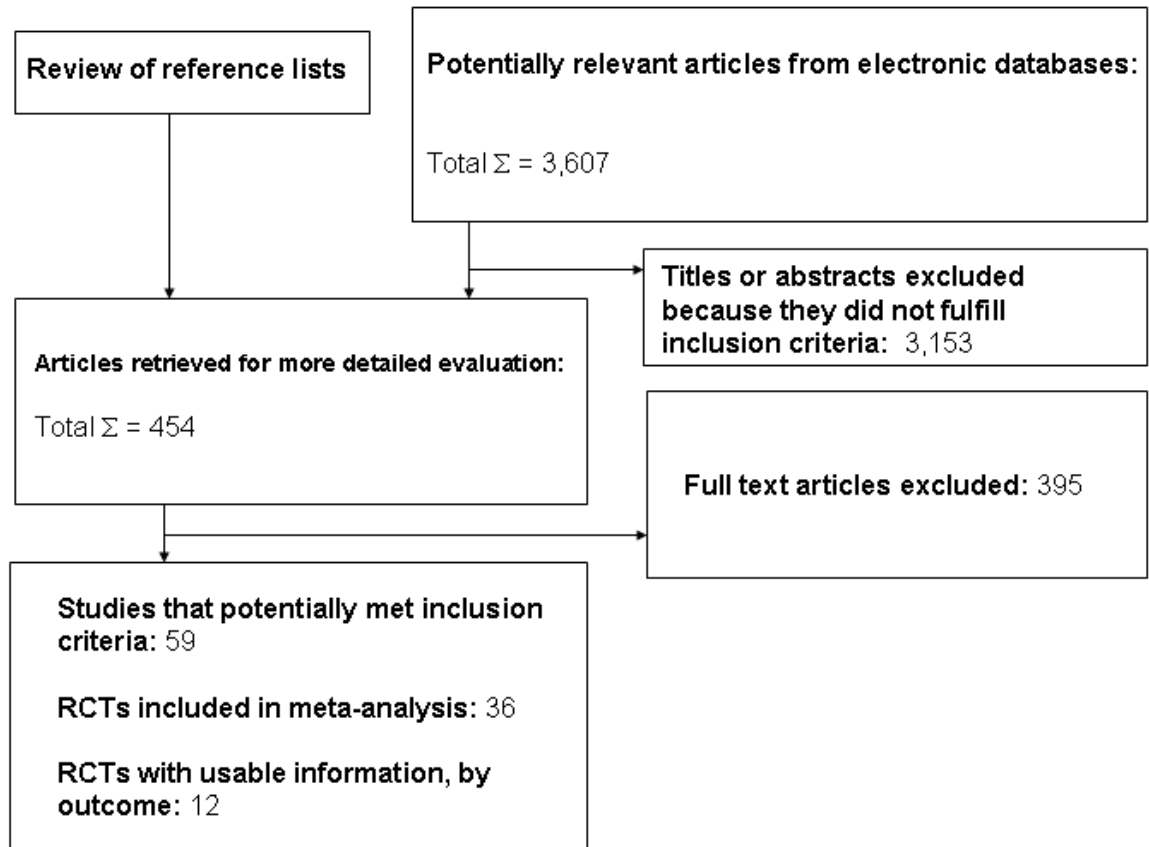 Review of reference lists
Potentially relevant articles from electronic databases:
Total Σ = 3,607
Titles or abstracts excluded
because they did not fulfill
inclusion criteria: 3,153
Articles retrieved for more detailed evaluation:
Total Σ = 454
Full text articles excluded: 395
Studies that potentially met inclusion
criteria: 59
RCTs included in meta-analysis: 36
RCTs with usable information, by
outcome: 12